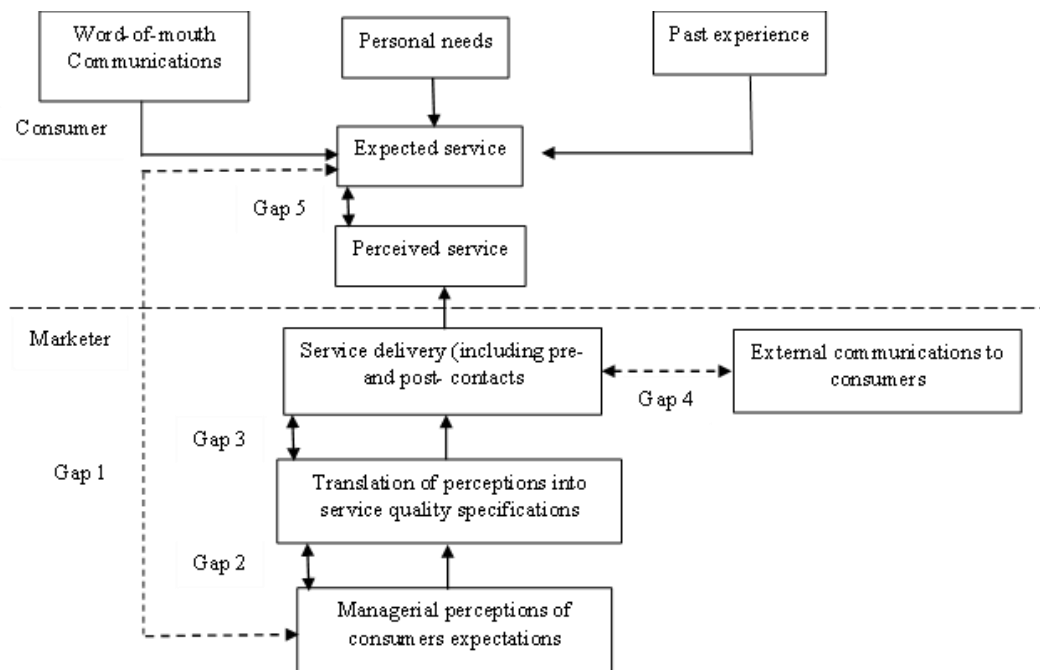 Word-of-mouth
Communications
Personal needs
Past experience
Consumer
Expected service
Gap 5
Perceived service
Marketer
Service delivery (including pre-
and post- contacts
External communications to
consumers
Gap 4
Gap 3
Gap 1
Translation of perceptions into
service quality specifications
Gap 2
Managerial perceptions of
consumers expectations